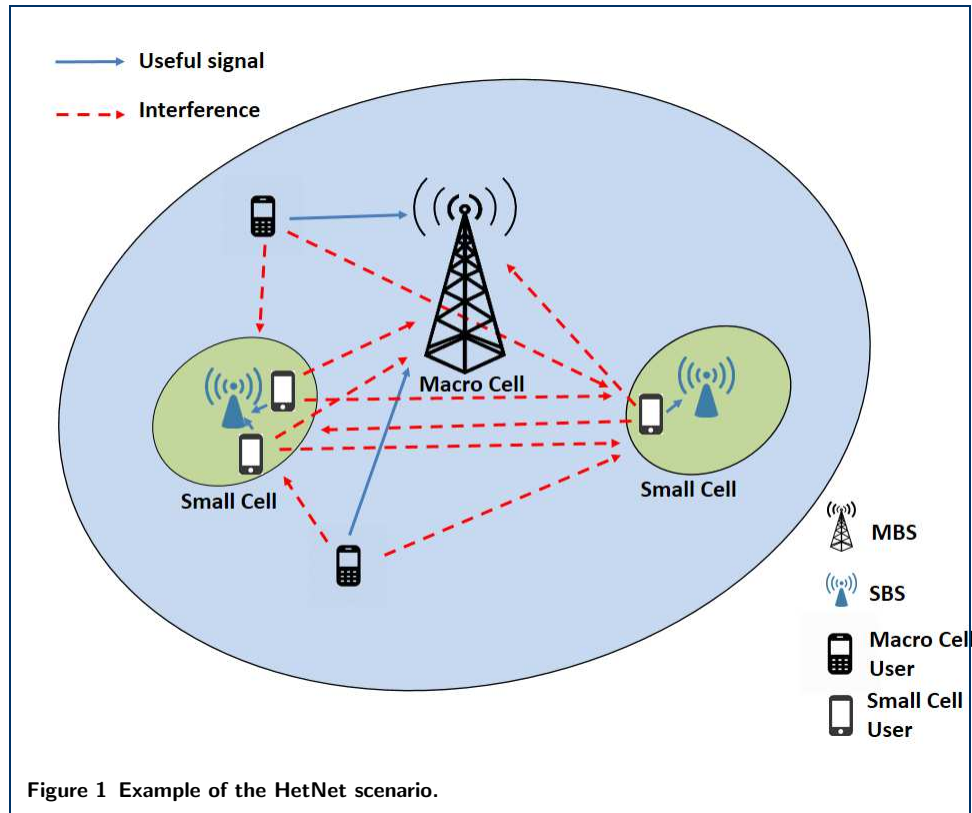 Useful signal
Interference
Macro Cell
Small Cell
Small Cell
MBS
SBS
Macro Cell
User
Small Cell
User
Figure 1 Example of the HetNet scenario.